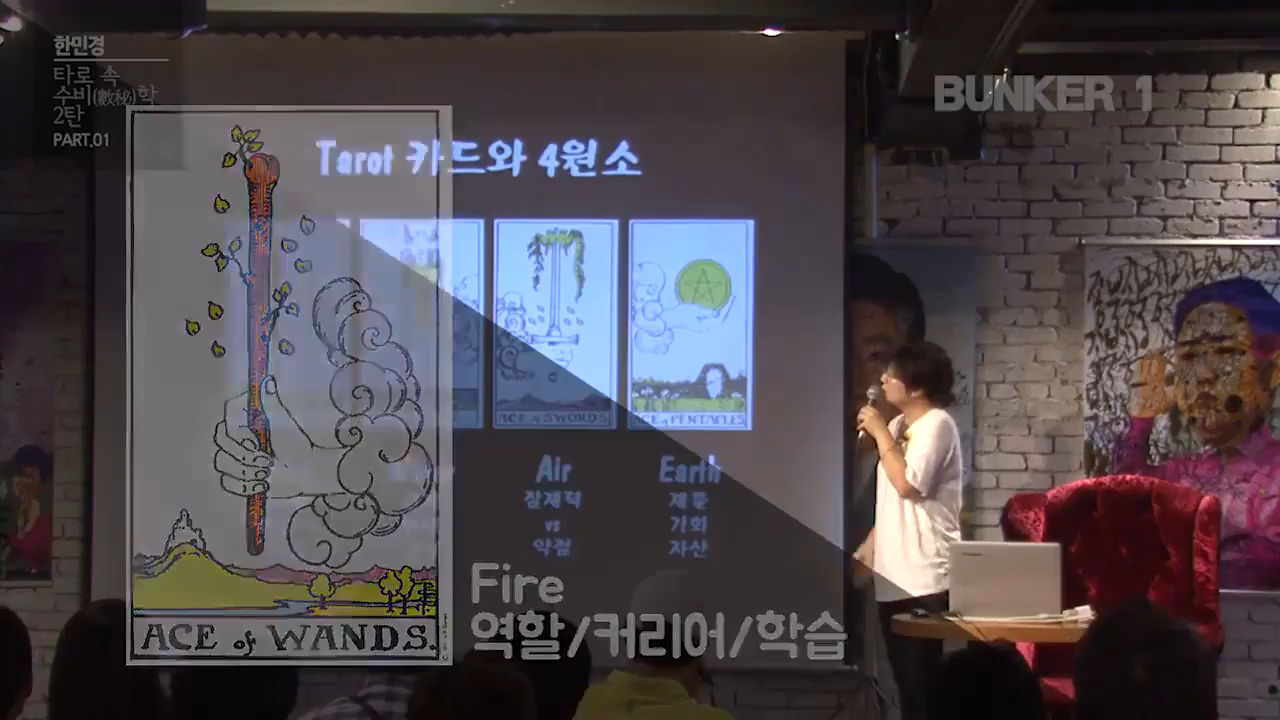 한민경
타로 속
수비(數秘)학
2탄
PART.01
BUNKER 1
Tarot 카드와 4원소
ACE of SWORDS.
ACE of PENTACLES
Air
잠재력
vs
약점
Earth
재물
기회
자산
ACE of WANDS.
Fire
역할/커리어/학습